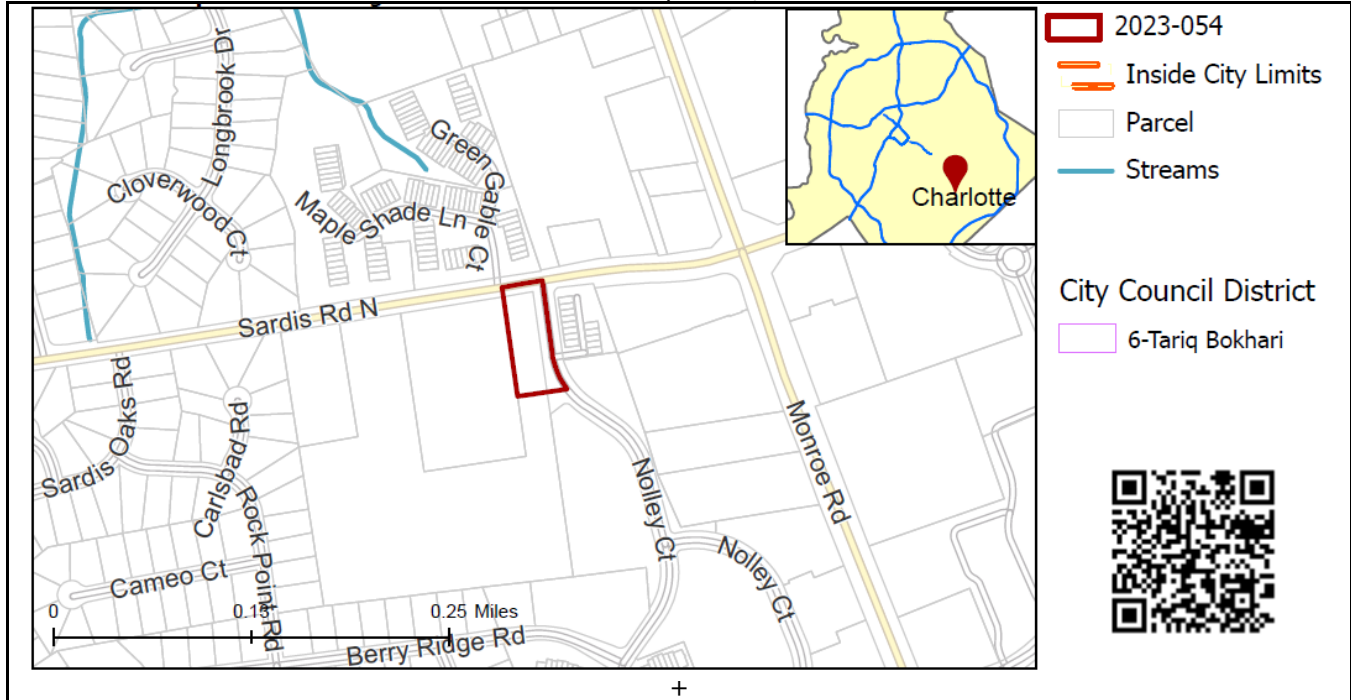 2023-054
Inside City Limits
Parcel
Streams
City Council District
6-Tariq Bokhari
Charlotte
Longbrook Dr
Cloverwood Ct
Green Gable Ct
Maple Shade Ln
Sardis Rd N
Sardis Oaks Rd
Carlsbad Rd
Rock Point Rd
Cameo Ct
Berry Ridge Rd
Nolley Ct
Nolley Ct
Monroe Rd
0 0.13 0.25 Miles
+